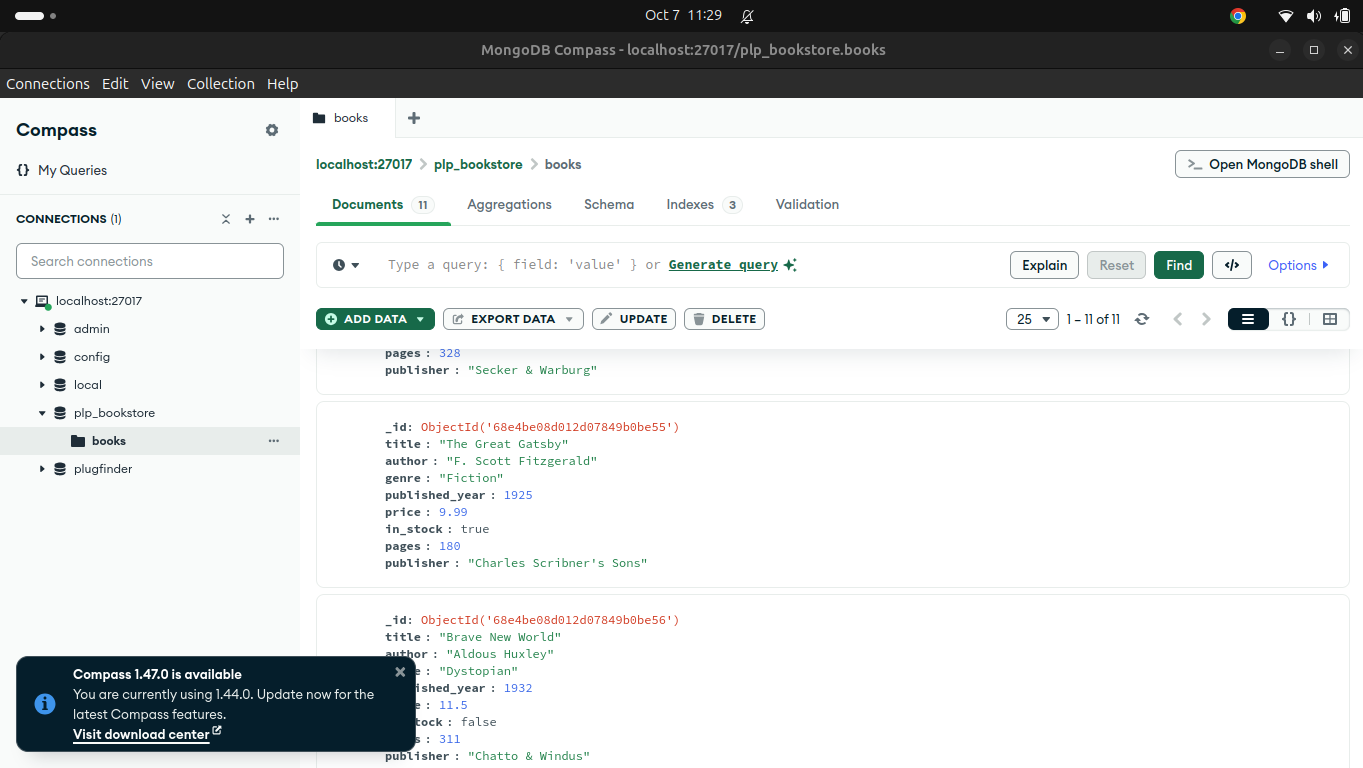 Oct 7 11:29
MongoDB Compass - localhost:27017/plp_bookstore.books
Connections Edit View Collection Help
Compass
{} My Queries
CONNECTIONS (1)
Search connections
localhost:27017
admin
config
local
plp_bookstore
books
plugfinder
books
localhost:27017 > plp_bookstore > books
>_ Open MongoDB shell
Documents 11 Aggregations Schema Indexes 3 Validation
Type a query: { field: 'value' } or Generate query
Explain Reset Find </> Options
ADD DATA EXPORT DATA UPDATE DELETE
25 1 – 11 of 11 {}
pages : 328
publisher : "Secker & Warburg"
_id: ObjectId('68e4be08d012d07849b0be55')
title : "The Great Gatsby"
author : "F. Scott Fitzgerald"
genre : "Fiction"
published_year : 1925
price : 9.99
in_stock : true
pages : 180
publisher : "Charles Scribner's Sons"
_id: ObjectId('68e4be08d012d07849b0be56')
title : "Brave New World"
author : "Aldous Huxley"
: "Dystopian"
ished_year : 1932
: 11.5
tock : false
: 311
publisher : "Chatto & Windus"
Compass 1.47.0 is available
You are currently using 1.44.0. Update now for the
latest Compass features.
Visit download center